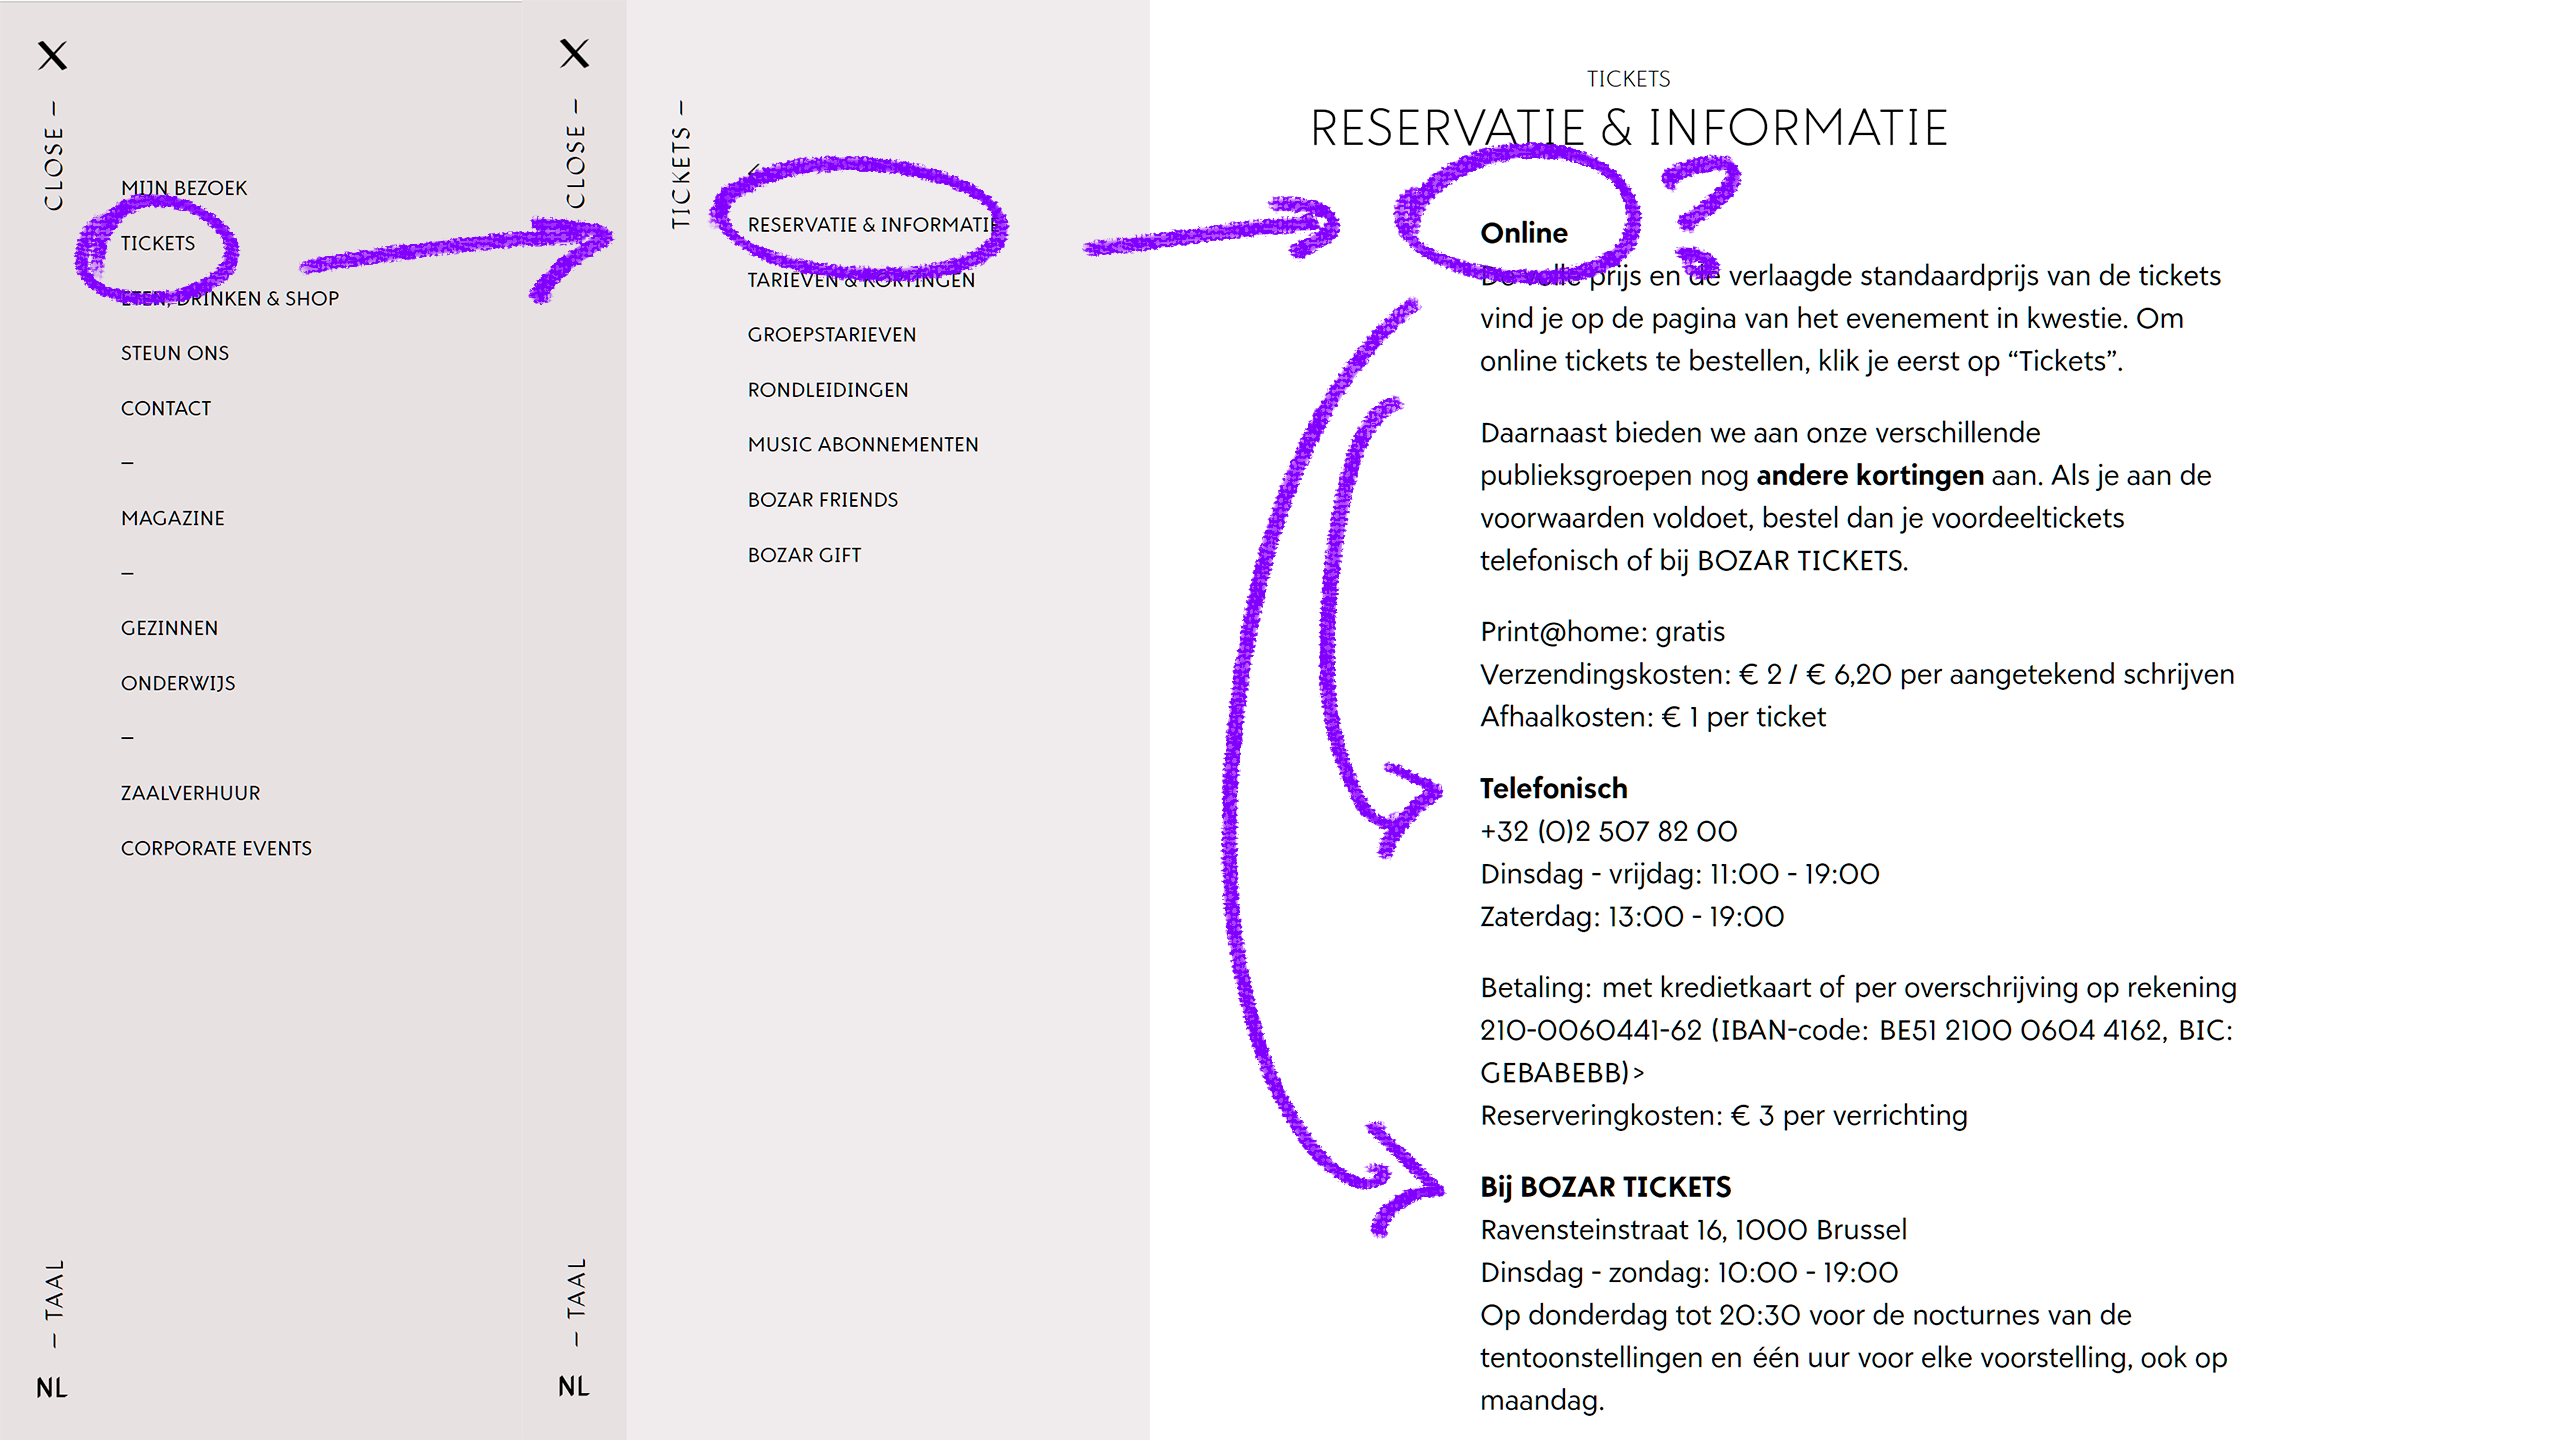 X
CLOSE –
MIJN BEZOEK
TICKETS
ETEN, DRINKEN & SHOP
STEUN ONS
CONTACT
–
MAGAZINE
–
GEZINNEN
ONDERWIJS
–
ZAALVERHUUR
CORPORATE EVENTS
– TAAL
NL
X
CLOSE –
– TAAL
NL
TICKETS –
<
RESERVATIE & INFORMATIE
TARIEVEN & KORTINGEN
GROEPSTARIEVEN
RONDLEIDINGEN
MUSIC ABONNEMENTEN
BOZAR FRIENDS
BOZAR GIFT
TICKETS
RESERVATIE & INFORMATIE
?
Online
De volle prijs en de verlaagde standaardprijs van de tickets
vind je op de pagina van het evenement in kwestie. Om
online tickets te bestellen, klik je eerst op “Tickets”.
Daarnaast bieden we aan onze verschillende
publieksgroepen nog andere kortingen aan. Als je aan de
voorwaarden voldoet, bestel dan je voordeeltickets
telefonisch of bij BOZAR TICKETS.
Print@home: gratis
Verzendingskosten: € 2 / € 6,20 per aangetekend schrijven
Afhaalkosten: € 1 per ticket
Telefonisch
+32 (0)2 507 82 00
Dinsdag - vrijdag: 11:00 - 19:00
Zaterdag: 13:00 - 19:00
Betaling: met kredietkaart of per overschrijving op rekening
210-0060441-62 (IBAN-code: BE51 2100 0604 4162, BIC:
GEBABEBB)>
Reserveringkosten: € 3 per verrichting
Bij BOZAR TICKETS
Ravensteinstraat 16, 1000 Brussel
Dinsdag - zondag: 10:00 - 19:00
Op donderdag tot 20:30 voor de nocturnes van de
tentoonstellingen en één uur voor elke voorstelling, ook op
maandag.